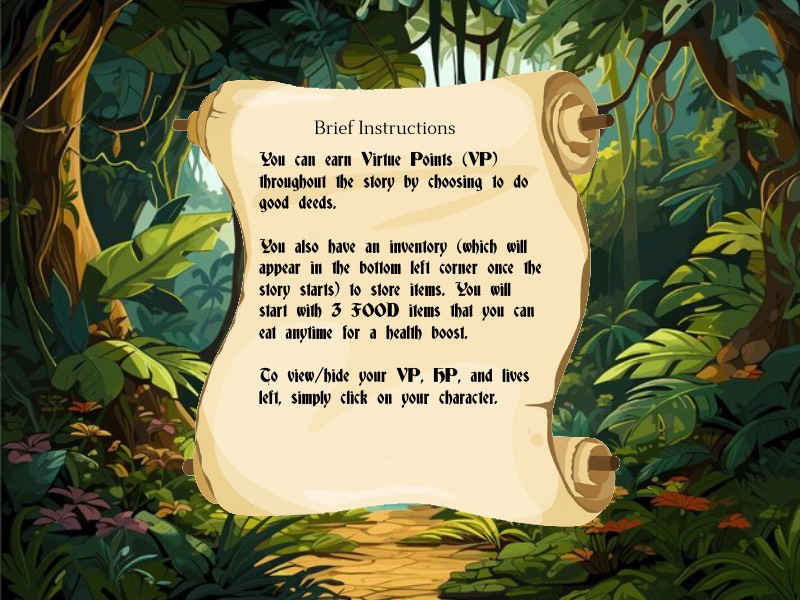 Brief Instructions
You can earn Virtue Points (VP)
throughout the story by choosing to do
good deeds.
You also have an inventory (which will
appear in the bottom left corner once the
story starts) to store items. You will
start with 3 FOOD items that you can
eat anytime for a health boost.
To view/hide your VP, HP, and lives
left, simply click on your character.